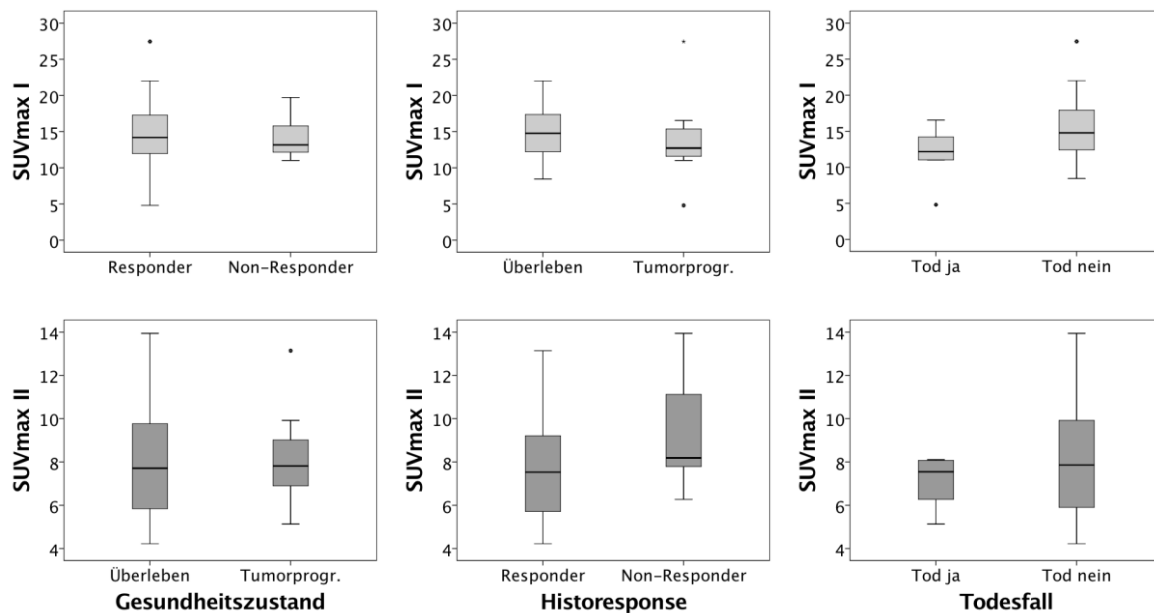 SUVmax I
30
25
20
15
10
5
0
Responder Non-Responder
SUVmax I
30
25
20
15
10
5
0
Überleben Tumorprogr.
SUVmax I
30
25
20
15
10
5
0
Tod ja Tod nein
SUVmax II
14
12
10
8
6
4
Überleben Tumorprogr.
Gesundheitszustand
SUVmax II
14
12
10
8
6
4
Responder Non-Responder
Historesponse
SUVmax II
14
12
10
8
6
4
Tod ja Tod nein
Todesfall